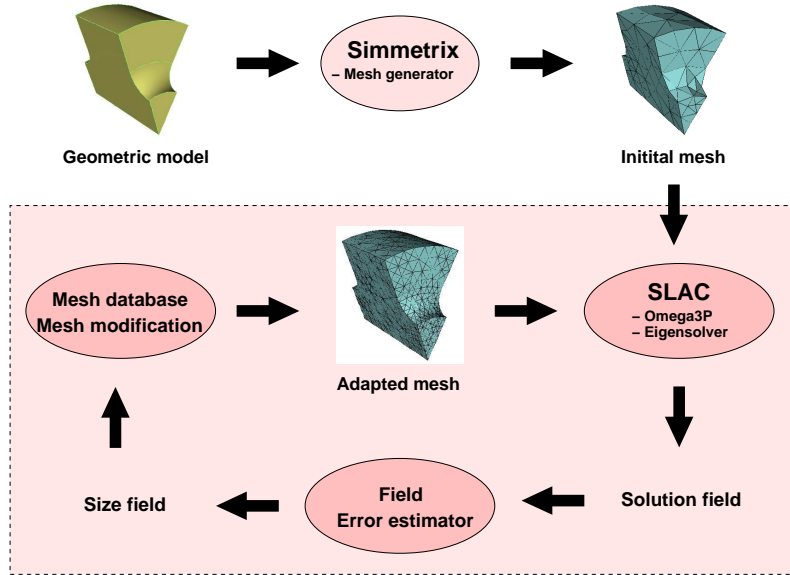 Simmetrix
– Mesh generator
Geometric model
Initital mesh
Mesh database
Mesh modification
SLAC
– Omega3P
– Eigensolver
Adapted mesh
Size field
Field
Error estimator
Solution field